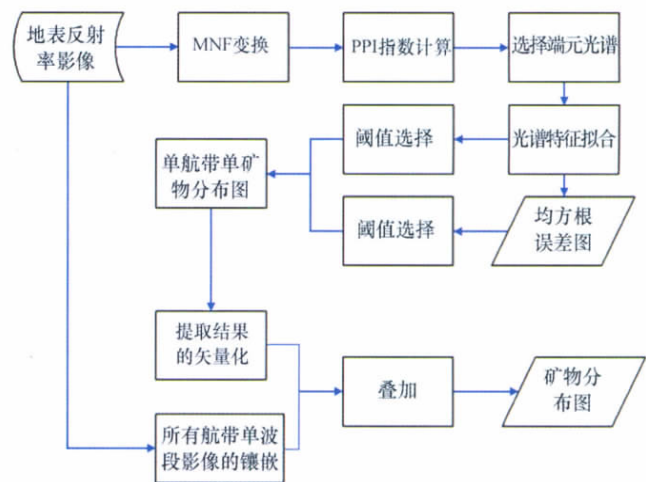 地表反射
率影像
MNF变换
PPI指数计算
选择端元光谱
阈值选择
光谱特征拟合
单航带单矿
物分布图
阈值选择
均方根
误差图
提取结果
的矢量化
叠加
矿物分
布图
所有航带单波
段影像的镶嵌